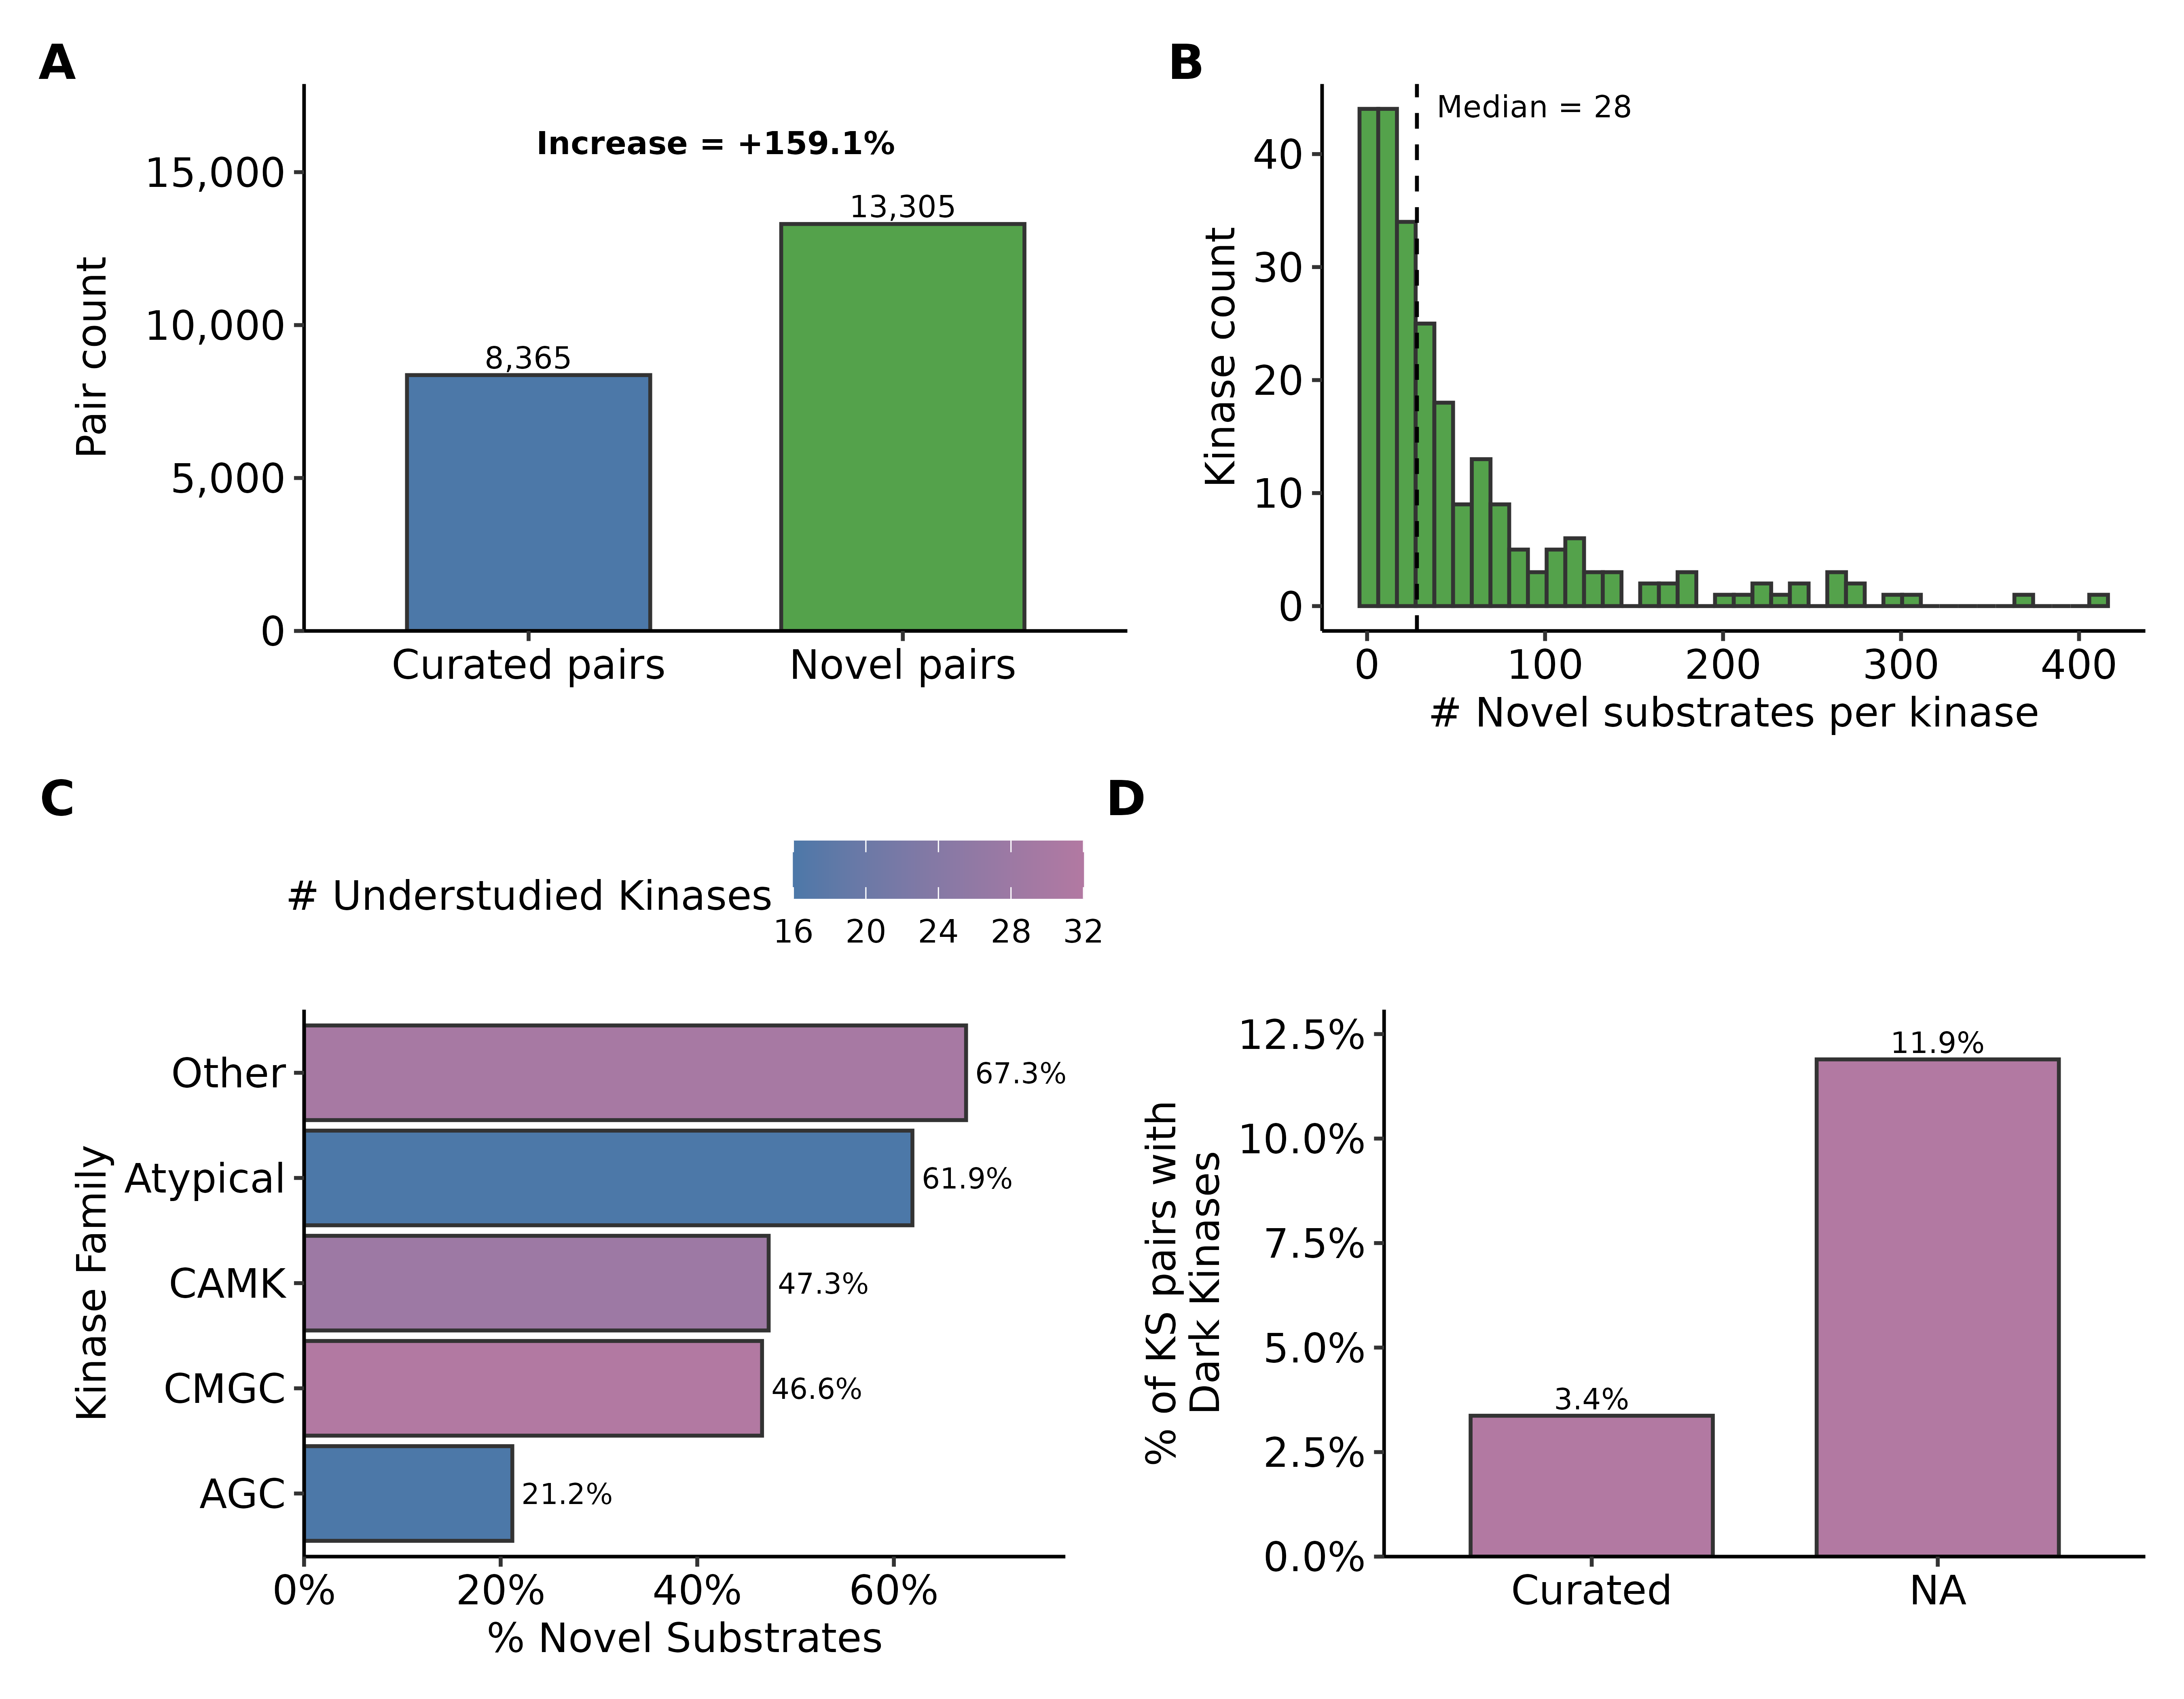 A
Increase = +159.1%
15,000
10,000
5,000
0
Pair count
8,365
13,305
Curated pairs
Novel pairs
B
Median = 28
40
30
20
10
0
Kinase count
0 100 200 300 400
# Novel substrates per kinase
C
# Understudied Kinases
16 20 24 28 32
Kinase Family
Other 67.3%
Atypical 61.9%
CAMK 47.3%
CMGC 46.6%
AGC 21.2%
0% 20% 40% 60%
% Novel Substrates
D
% of KS pairs with
Dark Kinases
12.5%
10.0%
7.5%
5.0%
2.5%
0.0%
3.4%
11.9%
Curated
NA